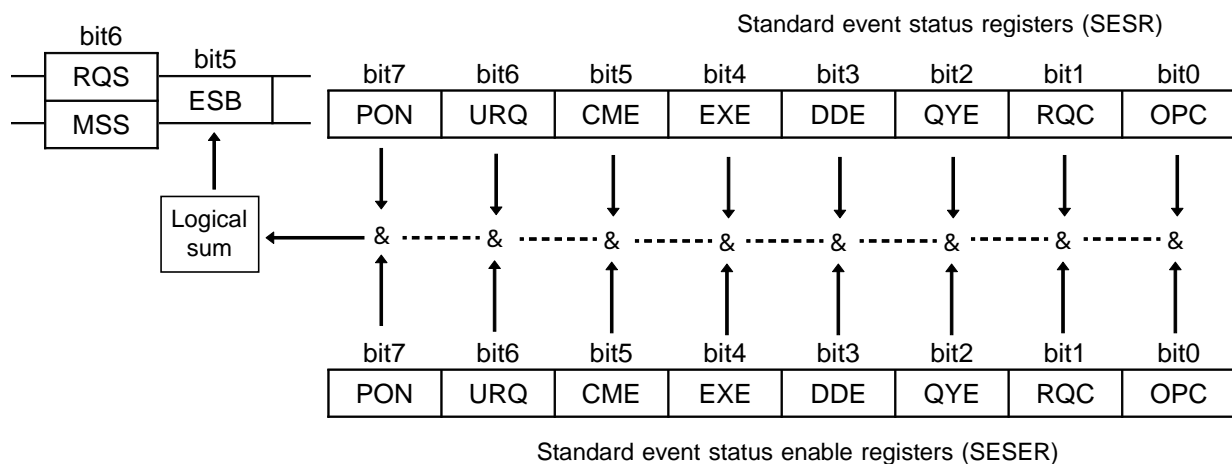 Standard event status registers (SESR)
bit6
bit5
bit7 bit6 bit5 bit4 bit3 bit2 bit1 bit0
RQS
MSS
ESB
PON URQ CME EXE DDE QYE RQC OPC
Logical
sum
& & & & & & & &
bit7 bit6 bit5 bit4 bit3 bit2 bit1 bit0
PON URQ CME EXE DDE QYE RQC OPC
Standard event status enable registers (SESER)